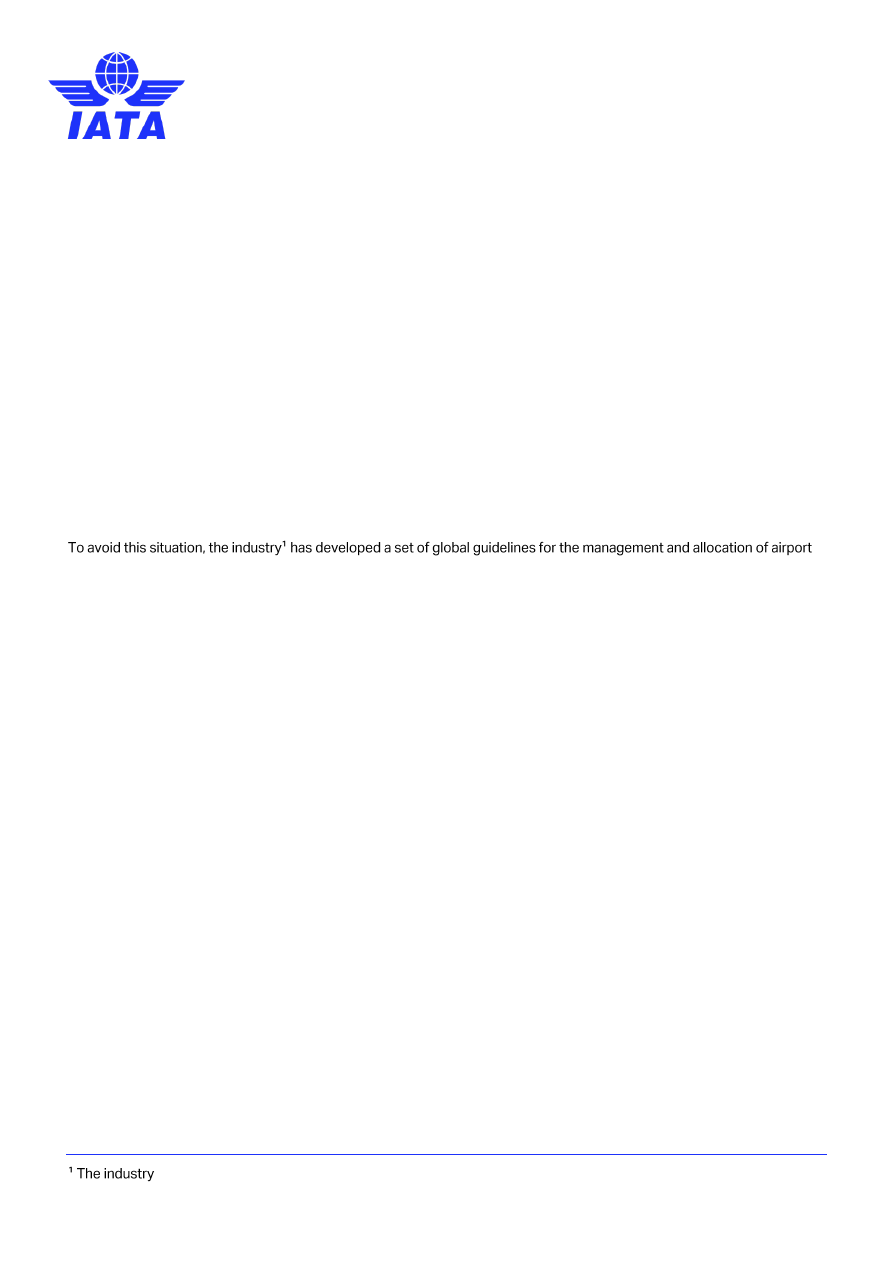 IATA
To avoid this situation, the industry¹ has developed a set of global guidelines for the management and allocation of airport
¹ The industry